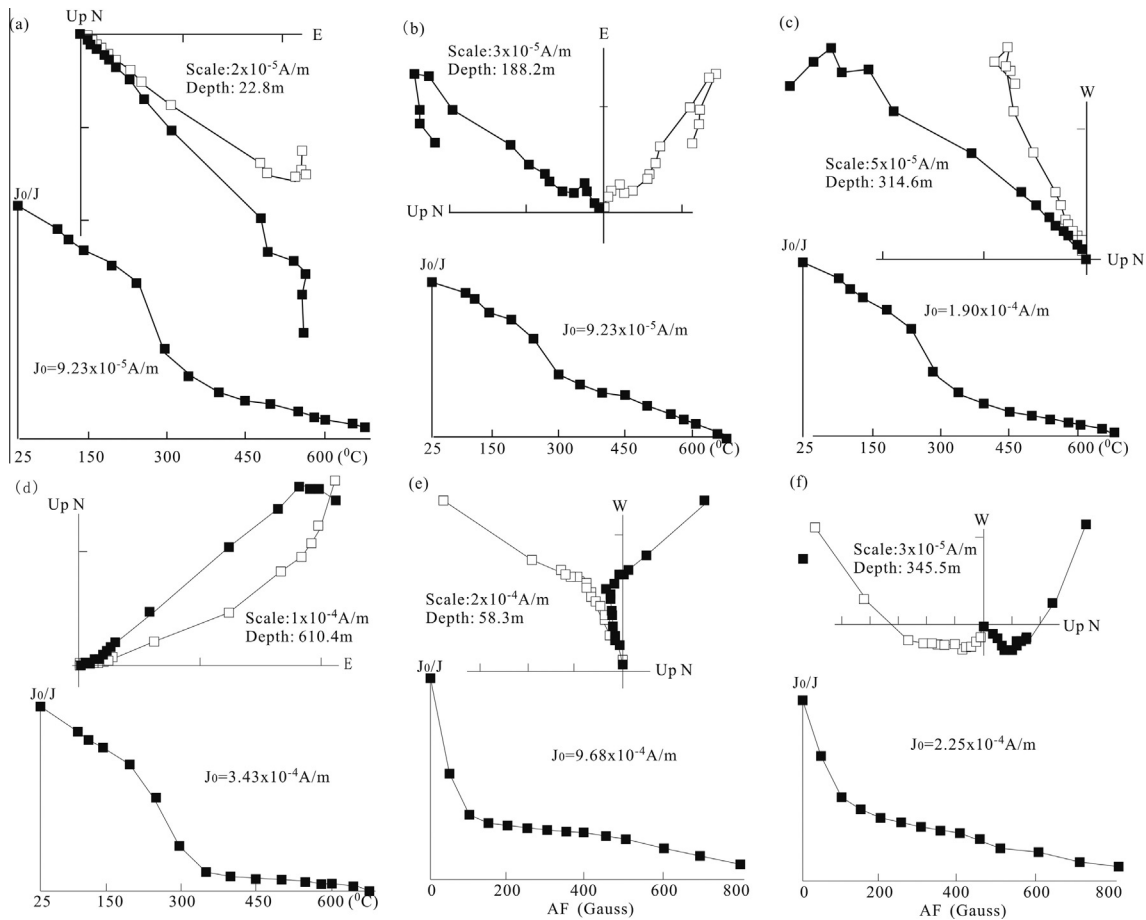 (a)
Up N
E
Scale:2x10-5A/m
Depth: 22.8m
J0/J
J0=9.23x10-5A/m
25 150 300 450 600 (0C)
(b)
E
Scale:3x10-5A/m
Depth: 188.2m
Up N
J0/J
J0=9.23x10-5A/m
25 150 300 450 600 (0C)
(c)
W
Scale:5x10-5A/m
Depth: 314.6m
Up N
J0/J
J0=1.90x10-4A/m
25 150 300 450 600 (0C)
(d)
Up N
Scale:1x10-4A/m
Depth: 610.4m
E
J0/J
J0=3.43x10-4A/m
25 150 300 450 600 (0C)
(e)
W
Scale:2x10-4A/m
Depth: 58.3m
Up N
J0/J
J0=9.68x10-4A/m
0 200 400 600 800
AF (Gauss)
(f)
W
Scale:3x10-5A/m
Depth: 345.5m
Up N
J0/J
J0=2.25x10-4A/m
0 200 400 600 800
AF (Gauss)